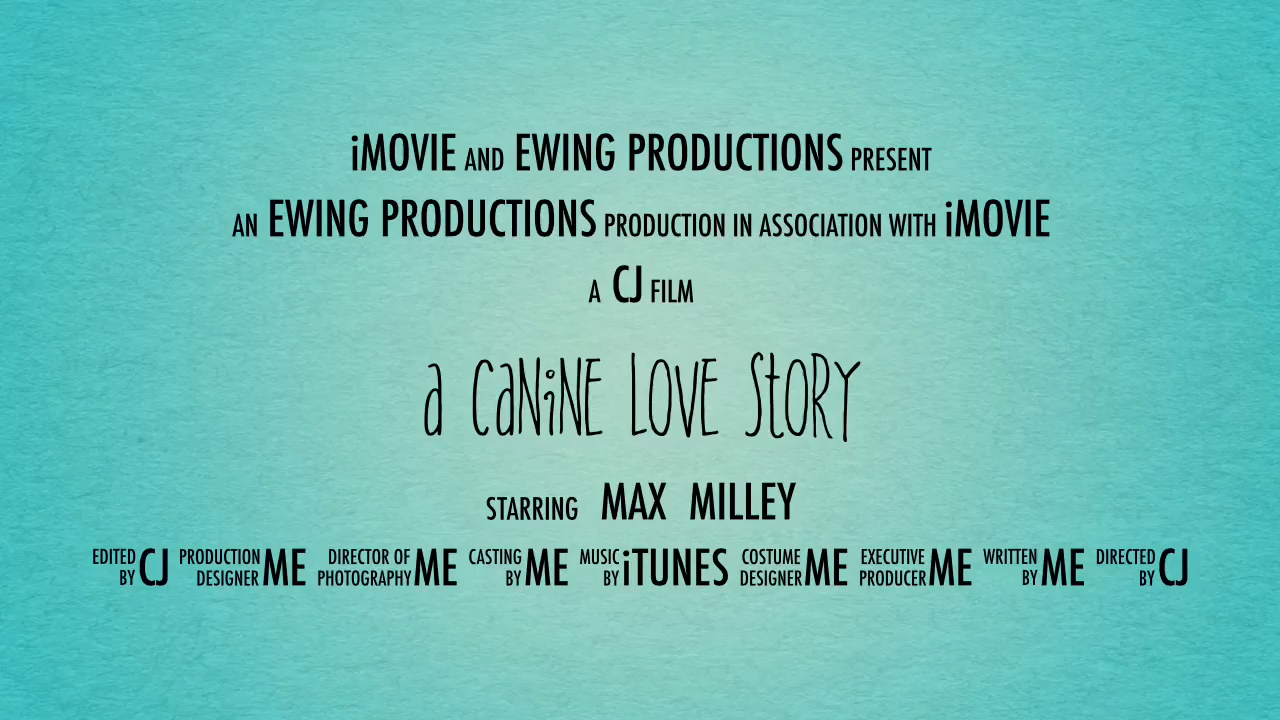 iMOVIE AND EWING PRODUCTIONS PRESENT
AN EWING PRODUCTIONS PRODUCTION IN ASSOCIATION WITH iMOVIE
A CJ FILM
a CaNiNE LOVE StORY
STARRING MAX MILLEY
EDITED BY CJ PRODUCTION DESIGNER ME DIRECTOR OF PHOTOGRAPHY ME CASTING BY ME MUSIC BY iTUNES COSTUME DESIGNER ME EXECUTIVE PRODUCER ME WRITTEN BY ME DIRECTED BY CJ